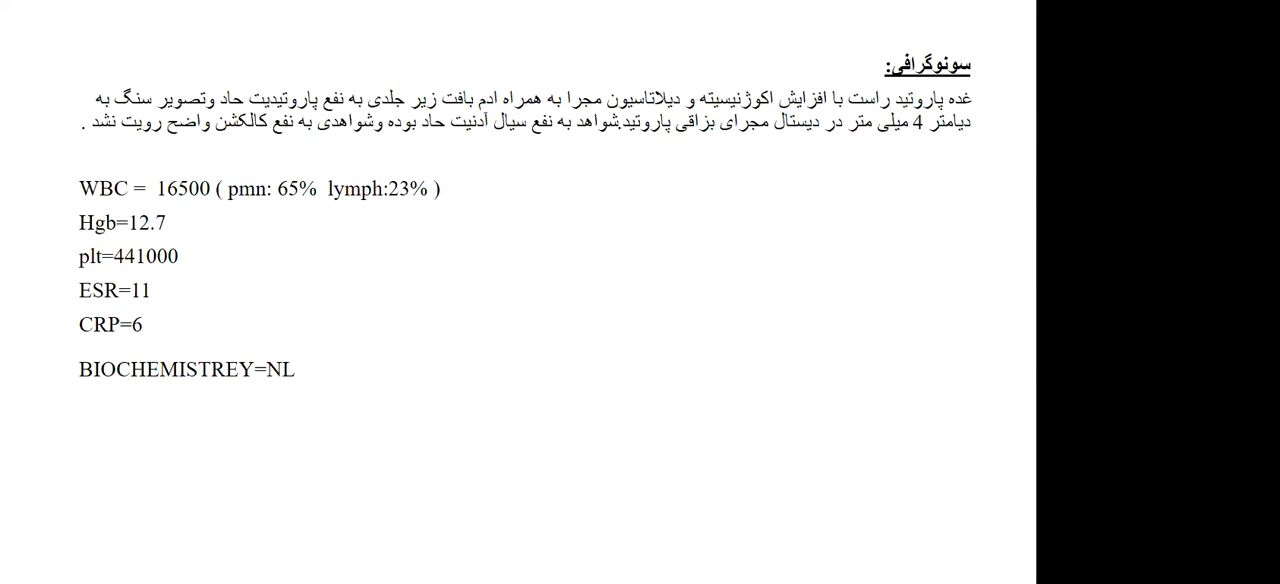 سونوگرافی:
غده پاروتید راست با افزایش اکوژنیسیته و دیلاتاسیون مجرا به همراه ادم بافت زیر جلدی به نفع پاروتیدیت حاد وتصویر سنگ به
دیامتر 4 میلی متر در دیستال مجرای بزاقی پاروتید.شواهد به نفع سیال آدنیت حاد بوده وشواهدی به نفع کالکشن واضح رویت نشد .
WBC = 16500 ( pmn: 65% lymph:23% )
Hgb=12.7
plt=441000
ESR=11
CRP=6
BIOCHEMISTREY=NL